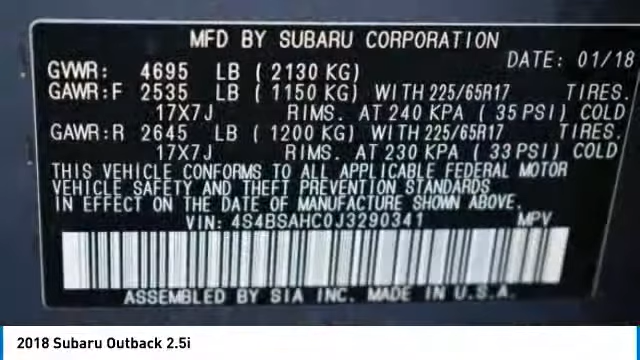 MFD BY SUBARU CORPORATION
DATE: 01/18
GVWR: 4695 LB ( 2130 KG)
GAWR:F 2535 LB ( 1150 KG) WITH 225/65R17 TIRES.
17X7J RIMS. AT 240 KPA ( 35 PSI) COLD
GAWR:R 2645 LB ( 1200 KG) WITH 225/65R17 TIRES.
17X7J RIMS. AT 230 KPA ( 33 PSI) COLD
THIS VEHICLE CONFORMS TO ALL APPLICABLE FEDERAL MOTOR
VEHICLE SAFETY AND THEFT PREVENTION STANDARDS
IN EFFECT ON THE DATE OF MANUFACTURE SHOWN ABOVE.
VIN: 4S4BSAHC0J3290341 MPV
ASSEMBLED BY SIA INC. MADE IN U.S.A.
2018 Subaru Outback 2.5i